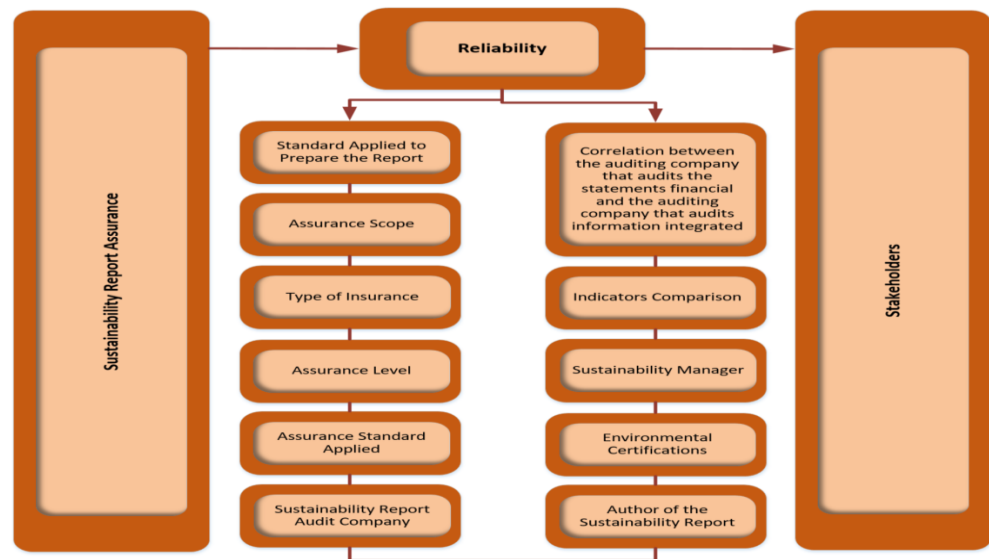 Sustainability Report Assurance
Reliability
Standard Applied to
Prepare the Report
Assurance Scope
Type of Insurance
Assurance Level
Assurance Standard
Applied
Sustainability Report
Audit Company
Correlation between
the auditing company
that audits the
statements financial
and the auditing
company that audits
information integrated
Indicators Comparison
Sustainability Manager
Environmental
Certifications
Author of the
Sustainability Report
Stakeholders